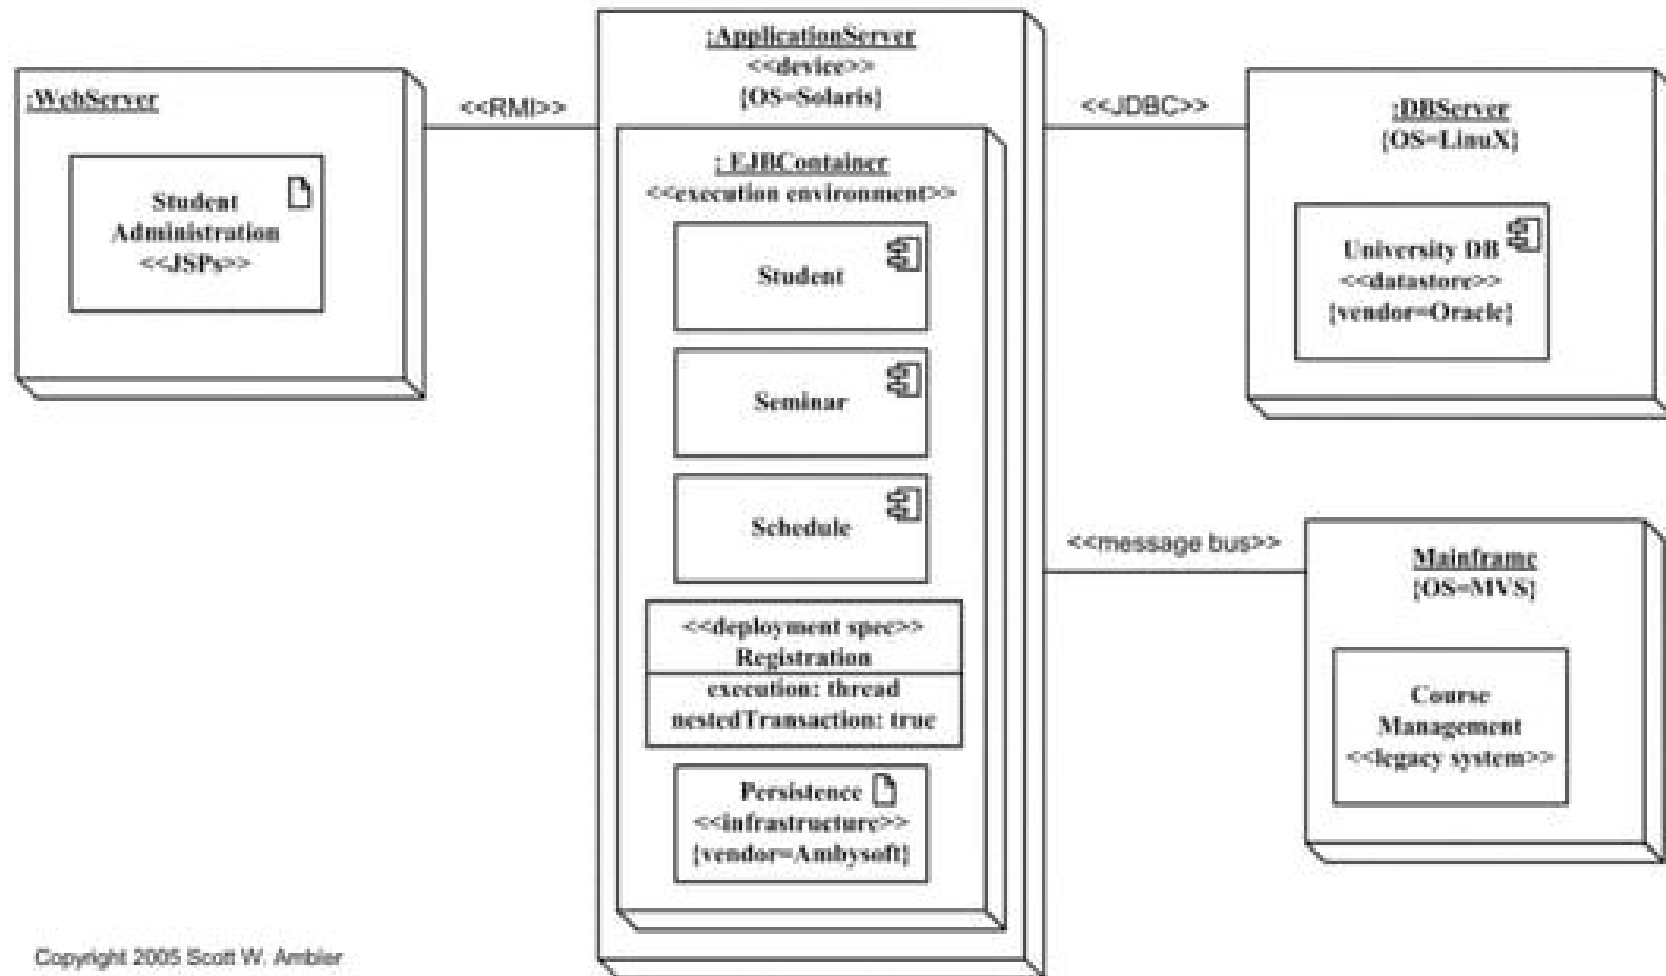 :WebServer
Student
Administration
<<JSPs>>
<<RMI>>
:ApplicationServer
<<device>>
{OS=Solaris}
: EJBContainer
<<execution environment>>
Student
Seminar
Schedule
<<deployment spec>>
Registration
execution: thread
nestedTransaction: true
Persistence
<<infrastructure>>
{vendor=Ambysoft}
<<JDBC>>
:DBServer
{OS=LinuX}
University DB
<<datastore>>
{vendor=Oracle}
<<message bus>>
Mainframe
{OS=MVS}
Course
Management
<<legacy system>>
Copyright 2005 Scott W. Ambler